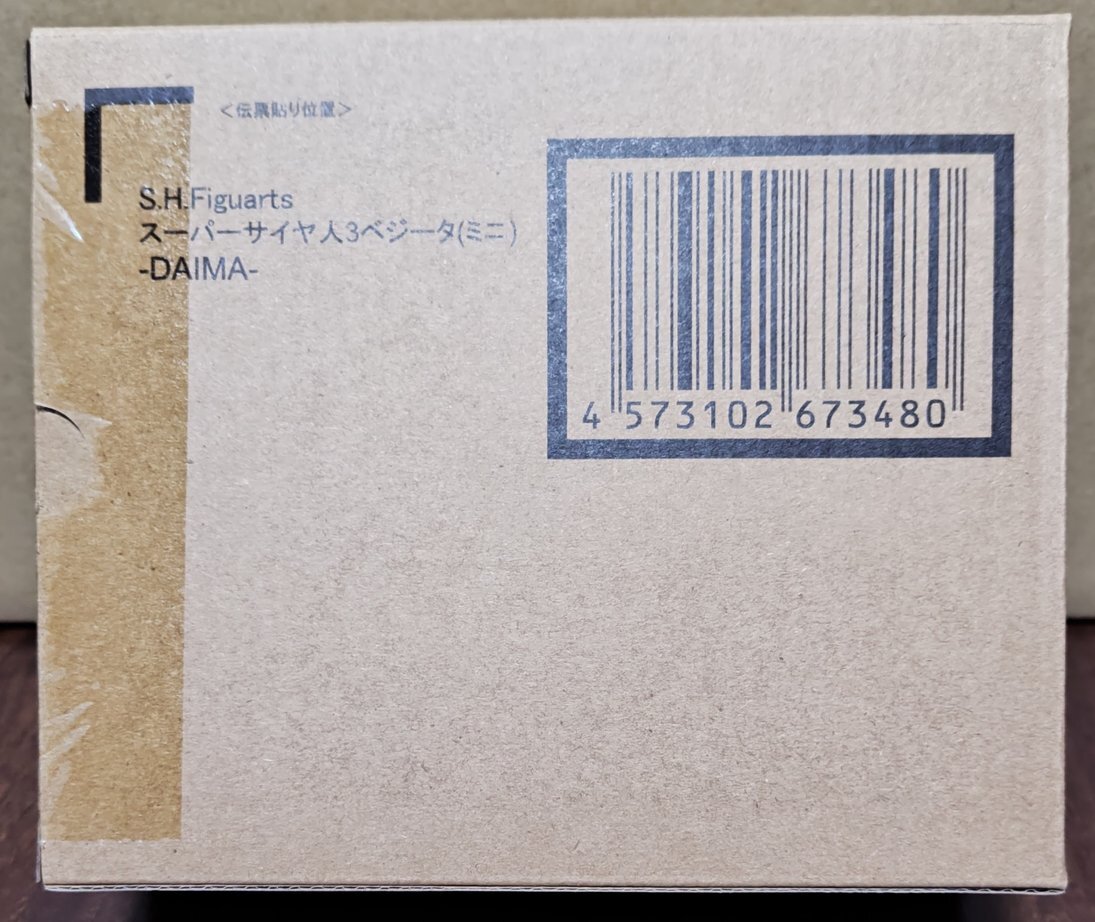 ＜伝票貼り位置＞
S.H.Figuarts
スーパーサイヤ人3ベジータ(ミニ)
-DAIMA-
4 573102 673480